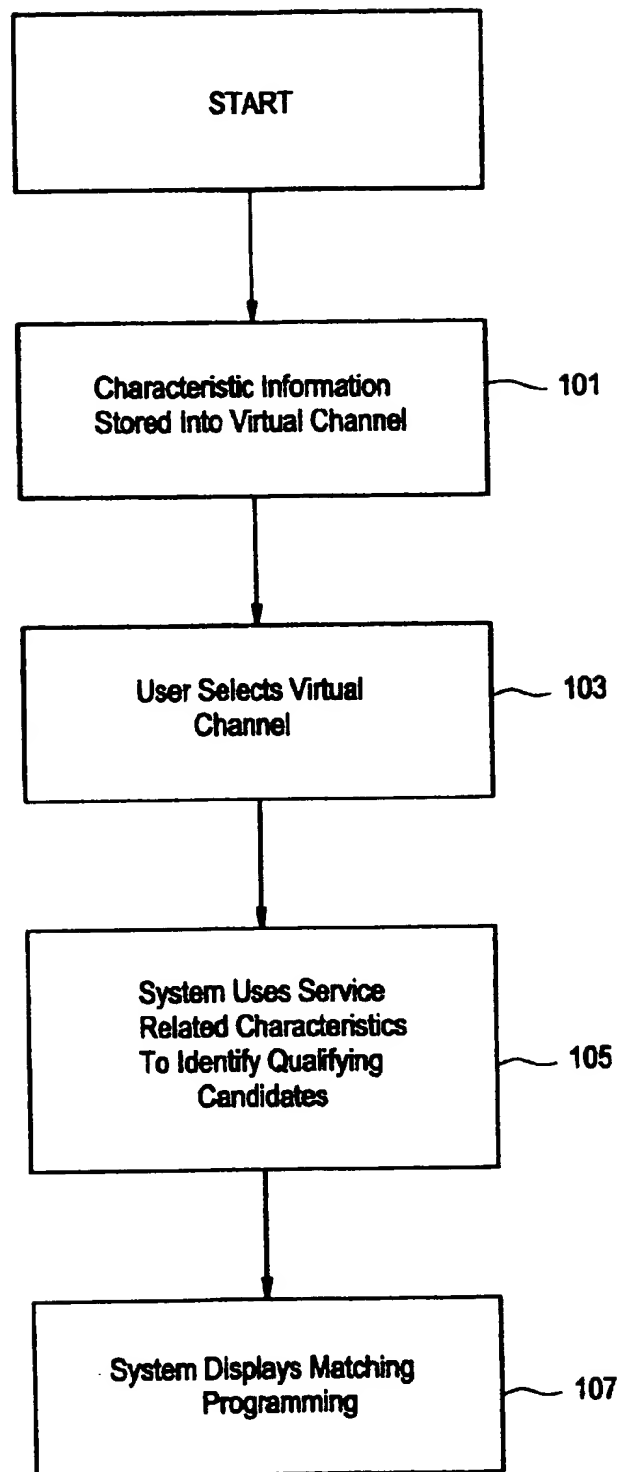 START
Characteristic Information
Stored Into Virtual Channel
101
User Selects Virtual
Channel
103
System Uses Service
Related Characteristics
To Identify Qualifying
Candidates
105
System Displays Matching
Programming
107